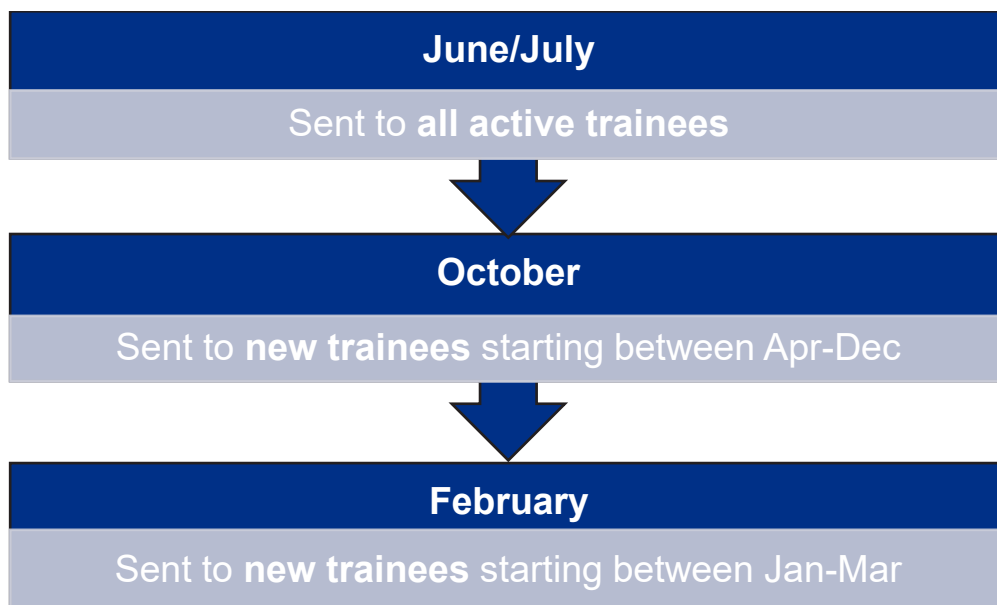 June/July
Sent to all active trainees
October
Sent to new trainees starting between Apr-Dec
February
Sent to new trainees starting between Jan-Mar